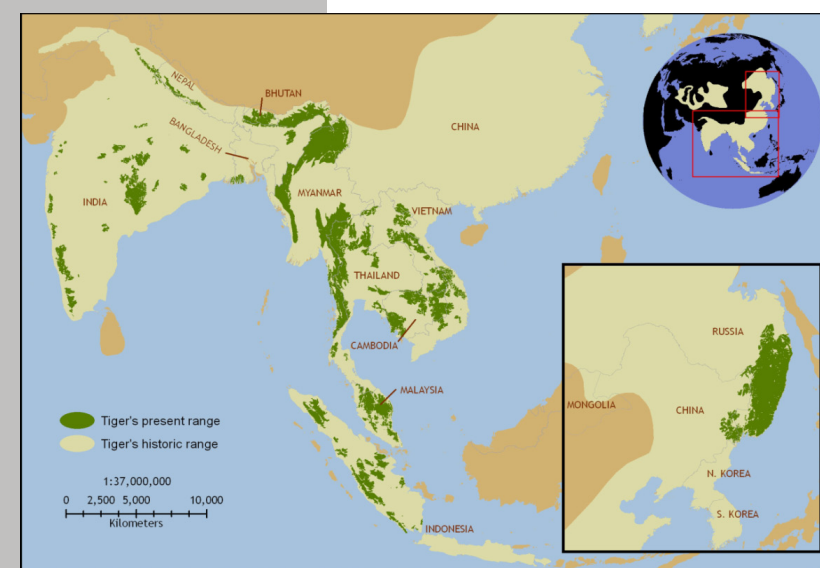 NEPAL
BHUTAN
BANGLADESH
CHINA
INDIA
MYANMAR
VIETNAM
THAILAND
CAMBODIA
MALAYSIA
INDONESIA
RUSSIA
MONGOLIA
CHINA
N. KOREA
S. KOREA
Tiger's present range
Tiger's historic range
1:37,000,000
0 2,500 5,000 10,000
Kilometers